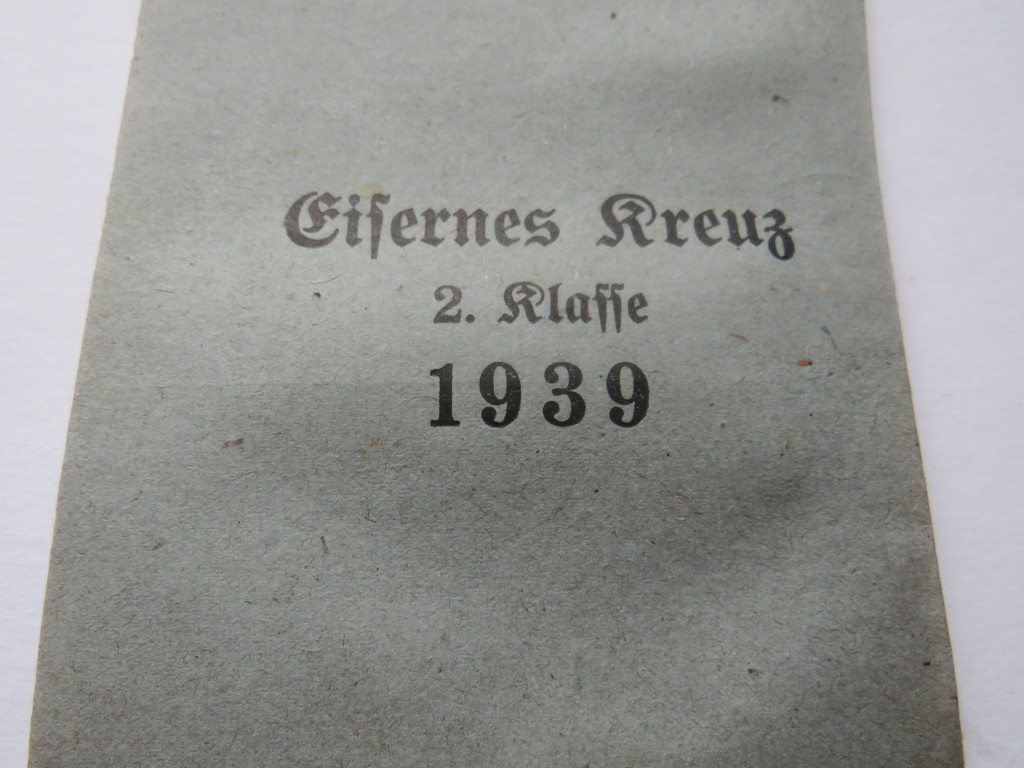 Eiſernes Kreuz
2. Klaſſe
1939